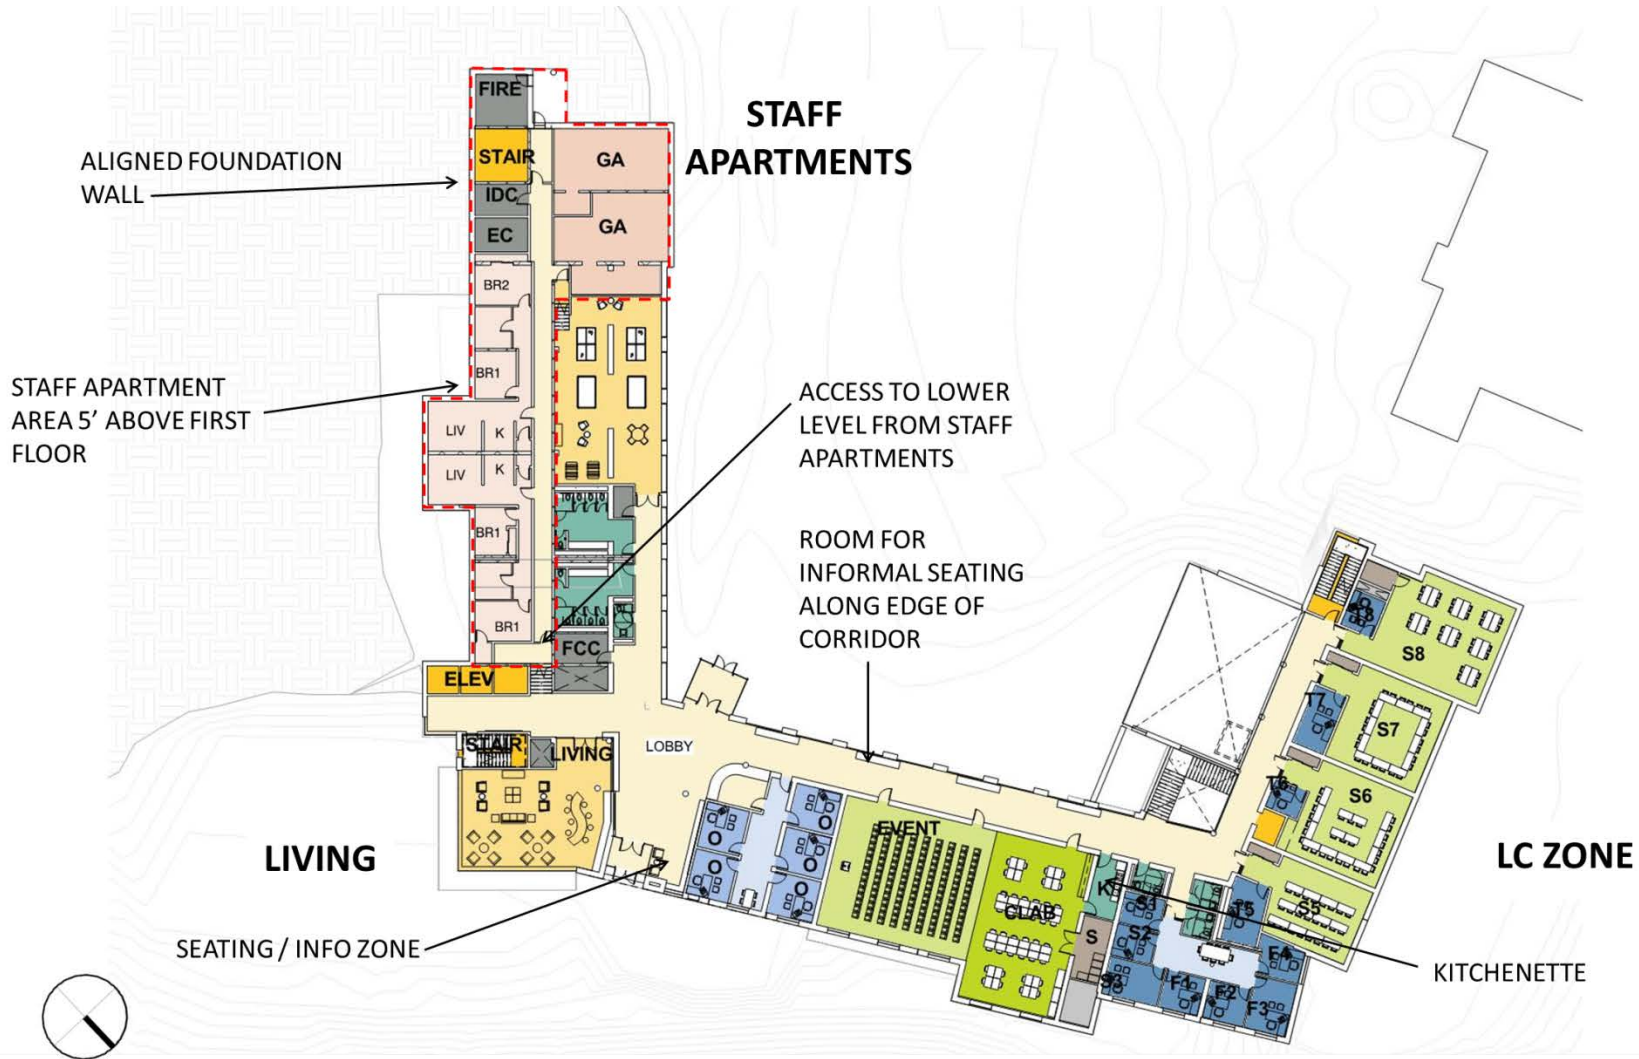 STAFF
APARTMENTS
FIRE
STAIR
IDC
EC
GA
GA
ALIGNED FOUNDATION
WALL
BR2
BR1
STAFF APARTMENT
AREA 5’ ABOVE FIRST
FLOOR
LIV
K
LIV
K
BR1
BR1
ACCESS TO LOWER
LEVEL FROM STAFF
APARTMENTS
ROOM FOR
INFORMAL SEATING
ALONG EDGE OF
CORRIDOR
FCC
ELEV
STAIR
LIVING
LOBBY
LIVING
O
O
O
O
O
EVENT
CLAB
K
S
S1
S2
S3
F1
F2
F3
F4
T5
S5
T6
S6
T7
S7
T8
S8
LC ZONE
SEATING / INFO ZONE
KITCHENETTE